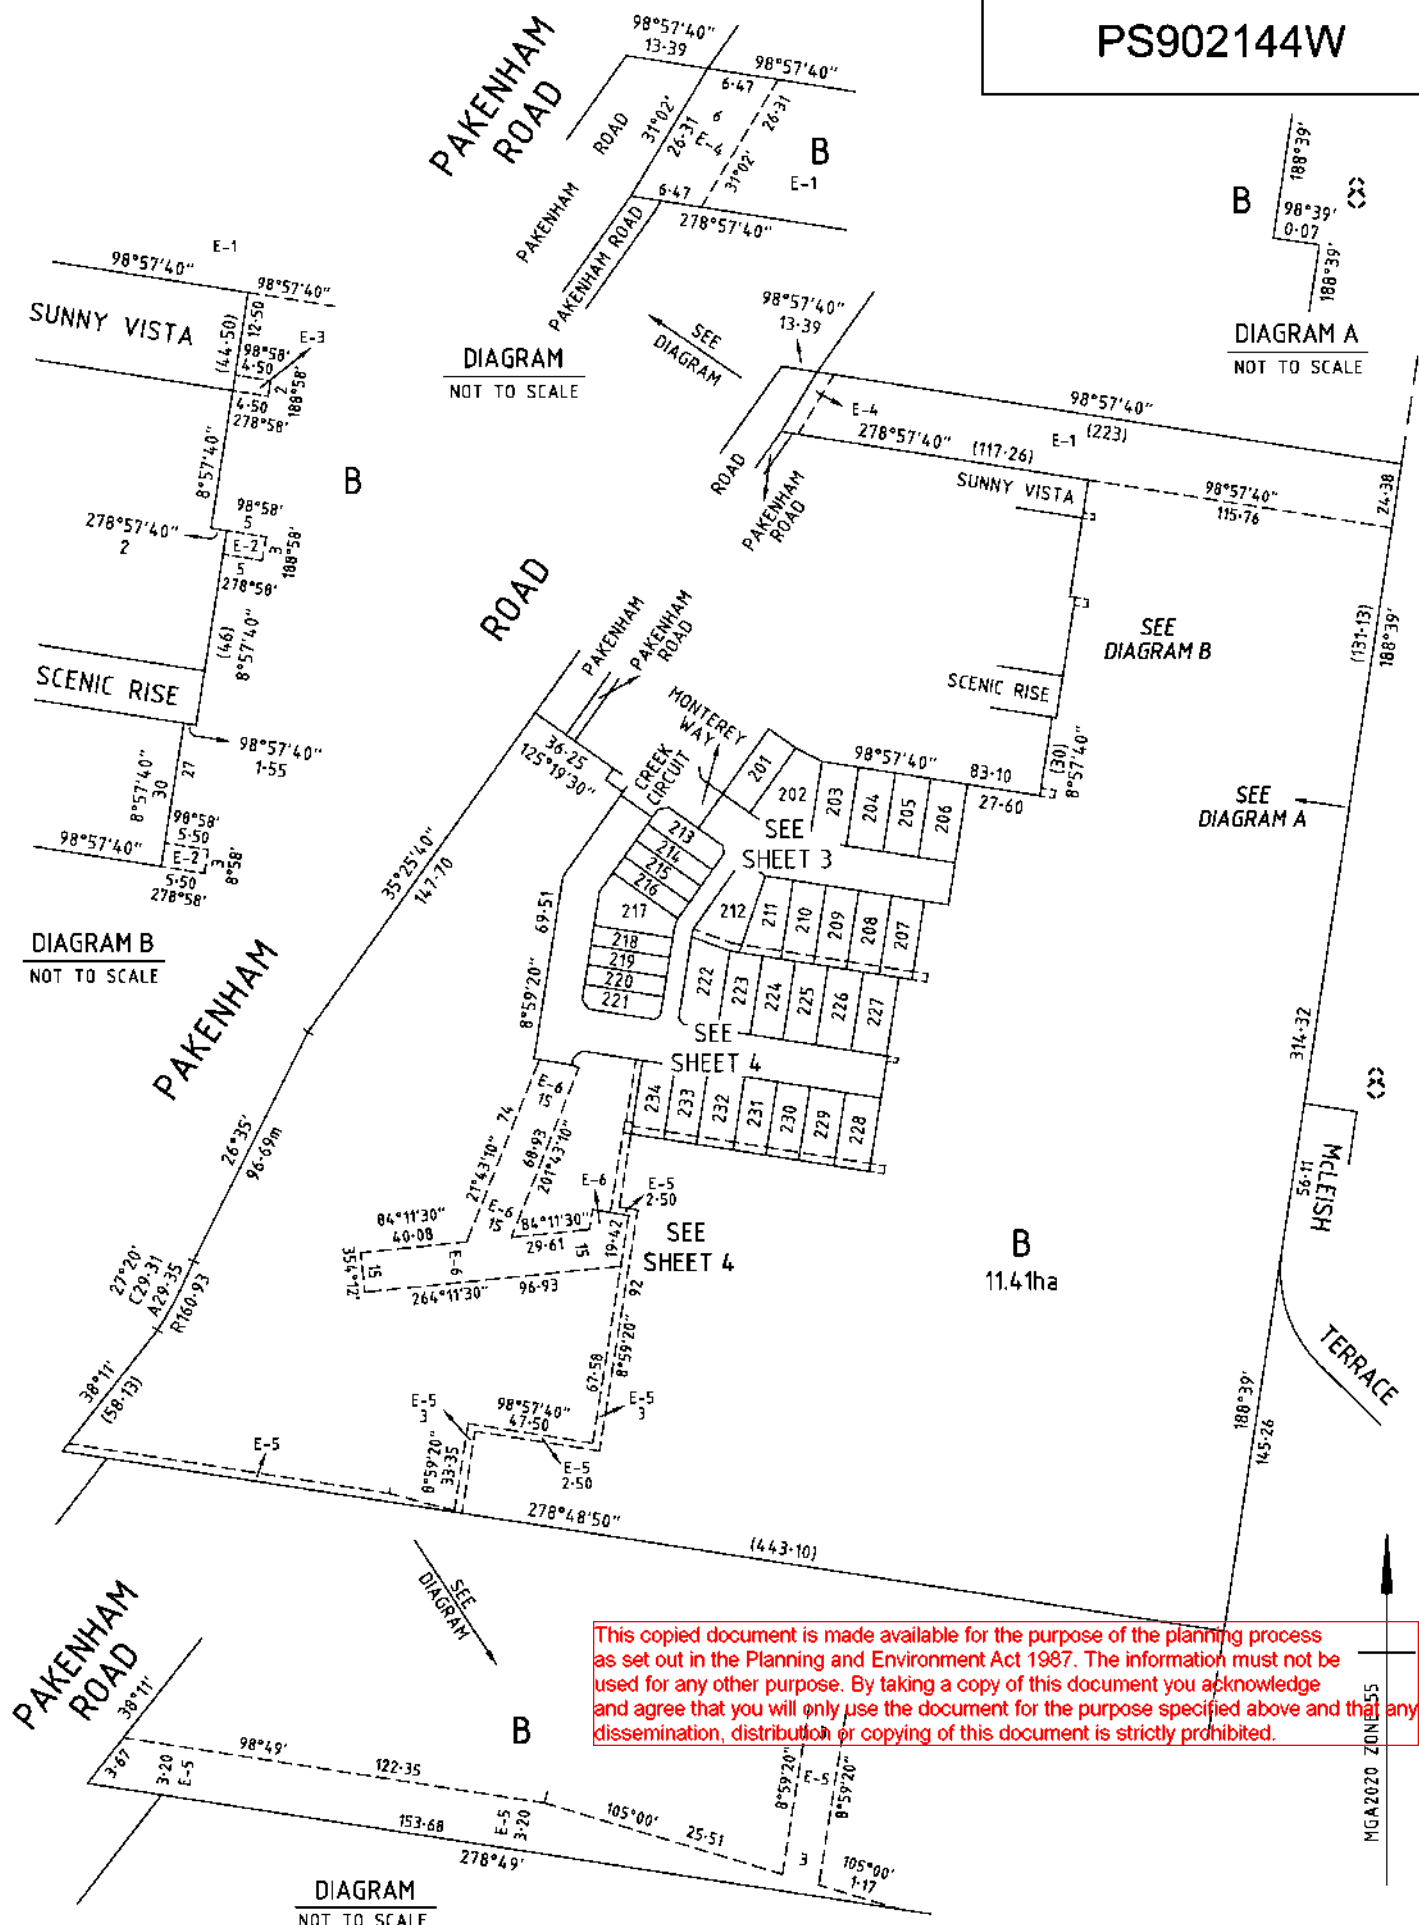 PS902144W
PAKENHAM
ROAD
98°57'40"
13·39
98°57'40"
6·47
ROAD
31°02'
26·31
6
E-4
26·31
31°02'
B
E-1
PAKENHAM
6·47
278°57'40"
PAKENHAM ROAD
DIAGRAM
NOT TO SCALE
SEE
DIAGRAM
188°39'
B
98°39'
0·07
188°39'
DIAGRAM A
NOT TO SCALE
E-1
98°57'40"
98°57'40"
SUNNY VISTA
(44·50)
12·50
E-3
98°58'
4·50
2
188°58'
4·50
278°58'
8°57'40"
B
98°58'
5
278°57'40"
2
E-2
3
188°58'
5
278°58'
(46)
8°57'40"
SCENIC RISE
98°57'40"
1·55
8°57'40"
30
27
98°58'
5·50
98°57'40"
E-2
3
8°58'
5·50
278°58'
DIAGRAM B
NOT TO SCALE
98°57'40"
13·39
E-4
98°57'40"
(223)
E-1
278°57'40"
(117·26)
ROAD
PAKENHAM
ROAD
SUNNY VISTA
98°57'40"
115·76
24·38
(131·13)
188°39'
SEE
DIAGRAM B
SCENIC RISE
ROAD
PAKENHAM
PAKENHAM
ROAD
MONTEREY
WAY
CREEK
CIRCUIT
36·25
125°19'30"
201
202
98°57'40"
83·10
27·60
(30)
8°57'40"
203
204
205
206
SEE
DIAGRAM A
SEE
SHEET 3
213
214
215
216
217
218
219
220
221
212
211
210
209
208
207
222
223
224
225
226
227
SEE
SHEET 4
234
233
232
231
230
229
228
35°25'40"
147·70
69·51
8°59'20"
PAKENHAM
314·32
McLEISH
56·11
TERRACE
26°35'
96·69m
E-6
15
74
21°43'10"
68·93
201°43'10"
E-6
E-5
2·50
E-6
15
84°11'30"
40·08
84°11'30"
29·61
15
19·42
SEE
SHEET 4
354°12'
15
E-6
264°11'30"
96·93
92
B
11.41ha
27°20'
C29·31
A29·35
R160·93
38°11'
(58·13)
67·58
8°59'20"
E-5
3
98°57'40"
47·50
E-5
3
E-5
8°59'20"
33·35
E-5
2·50
188°39'
145·26
278°48'50"
(443·10)
SEE
DIAGRAM
PAKENHAM
ROAD
38°11'
This copied document is made available for the purpose of the planning process
as set out in the Planning and Environment Act 1987. The information must not be
used for any other purpose. By taking a copy of this document you acknowledge
and agree that you will only use the document for the purpose specified above and that any
dissemination, distribution or copying of this document is strictly prohibited.
MGA2020 ZONE 55
B
3·67
3·20
E-5
98°49'
122·35
8°59'20"
E-5
8°59'20"
3
153·68
E-5
3·20
105°00'
25·51
278°49'
3
105°00'
1·17
DIAGRAM
NOT TO SCALE